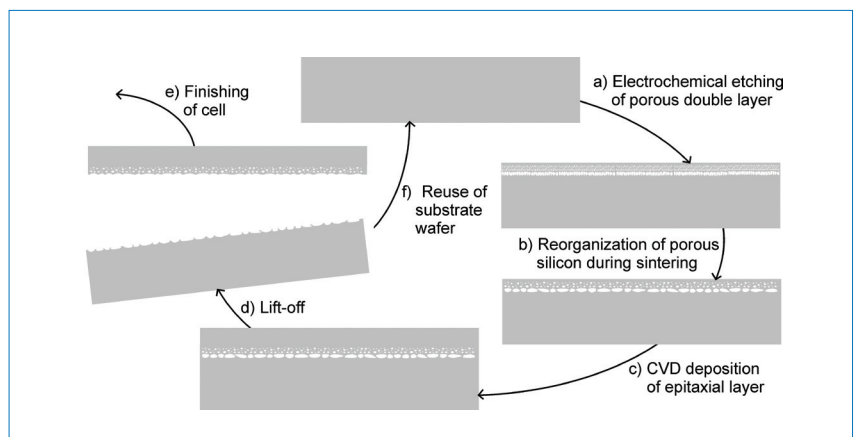 a) Electrochemical etching
of porous double layer
b) Reorganization of porous
silicon during sintering
c) CVD deposition
of epitaxial layer
d) Lift-off
e) Finishing
of cell
f) Reuse of
substrate
wafer